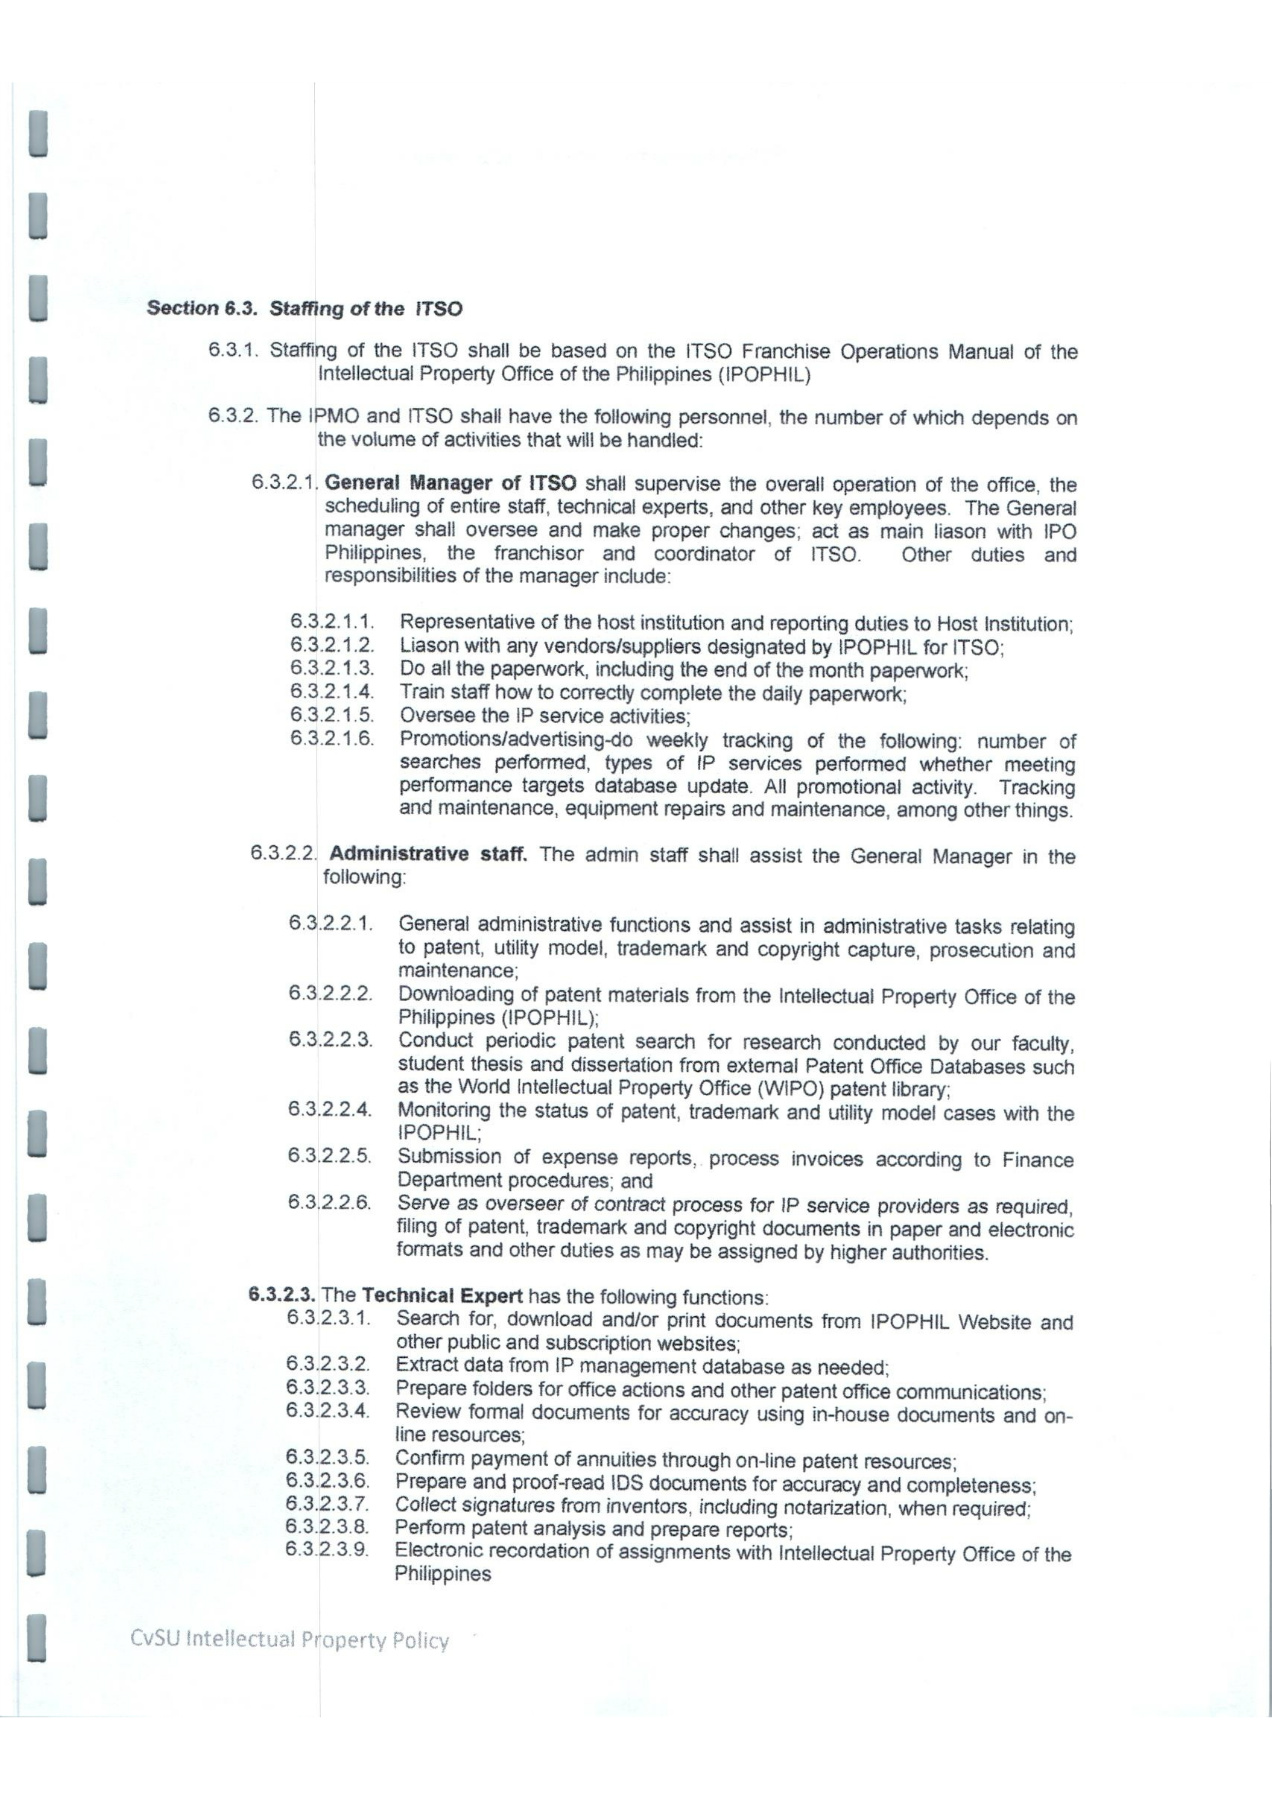 Section 6.3. Staffing of the ITSO
6.3.1. Staffing of the ITSO shall be based on the ITSO Franchise Operations Manual of the
Intellectual Property Office of the Philippines (IPOPHIL)
6.3.2. The IPMO and ITSO shall have the following personnel, the number of which depends on
the volume of activities that will be handled:
6.3.2.1. General Manager of ITSO shall supervise the overall operation of the office, the
scheduling of entire staff, technical experts, and other key employees. The General
manager shall oversee and make proper changes; act as main liason with IPO
Philippines, the franchisor and coordinator of ITSO. Other duties and
responsibilities of the manager include:
6.3.2.1.1. Representative of the host institution and reporting duties to Host Institution;
6.3.2.1.2. Liason with any vendors/suppliers designated by IPOPHIL for ITSO;
6.3.2.1.3. Do all the paperwork, including the end of the month paperwork;
6.3.2.1.4. Train staff how to correctly complete the daily paperwork;
6.3.2.1.5. Oversee the IP service activities;
6.3.2.1.6. Promotions/advertising-do weekly tracking of the following: number of
searches performed, types of IP services performed whether meeting
performance targets database update. All promotional activity. Tracking
and maintenance, equipment repairs and maintenance, among other things.
6.3.2.2. Administrative staff. The admin staff shall assist the General Manager in the
following:
6.3.2.2.1. General administrative functions and assist in administrative tasks relating
to patent, utility model, trademark and copyright capture, prosecution and
maintenance;
6.3.2.2.2. Downloading of patent materials from the Intellectual Property Office of the
Philippines (IPOPHIL);
6.3.2.2.3. Conduct periodic patent search for research conducted by our faculty,
student thesis and dissertation from external Patent Office Databases such
as the World Intellectual Property Office (WIPO) patent library;
6.3.2.2.4. Monitoring the status of patent, trademark and utility model cases with the
IPOPHIL;
6.3.2.2.5. Submission of expense reports, process invoices according to Finance
Department procedures; and
6.3.2.2.6. Serve as overseer of contract process for IP service providers as required,
filing of patent, trademark and copyright documents in paper and electronic
formats and other duties as may be assigned by higher authorities.
6.3.2.3. The Technical Expert has the following functions:
6.3.2.3.1. Search for, download and/or print documents from IPOPHIL Website and
other public and subscription websites;
6.3.2.3.2. Extract data from IP management database as needed;
6.3.2.3.3. Prepare folders for office actions and other patent office communications;
6.3.2.3.4. Review formal documents for accuracy using in-house documents and on-
line resources;
6.3.2.3.5. Confirm payment of annuities through on-line patent resources;
6.3.2.3.6. Prepare and proof-read IDS documents for accuracy and completeness;
6.3.2.3.7. Collect signatures from inventors, including notarization, when required;
6.3.2.3.8. Perform patent analysis and prepare reports;
6.3.2.3.9. Electronic recordation of assignments with Intellectual Property Office of the
Philippines
CvSU Intellectual Property Policy